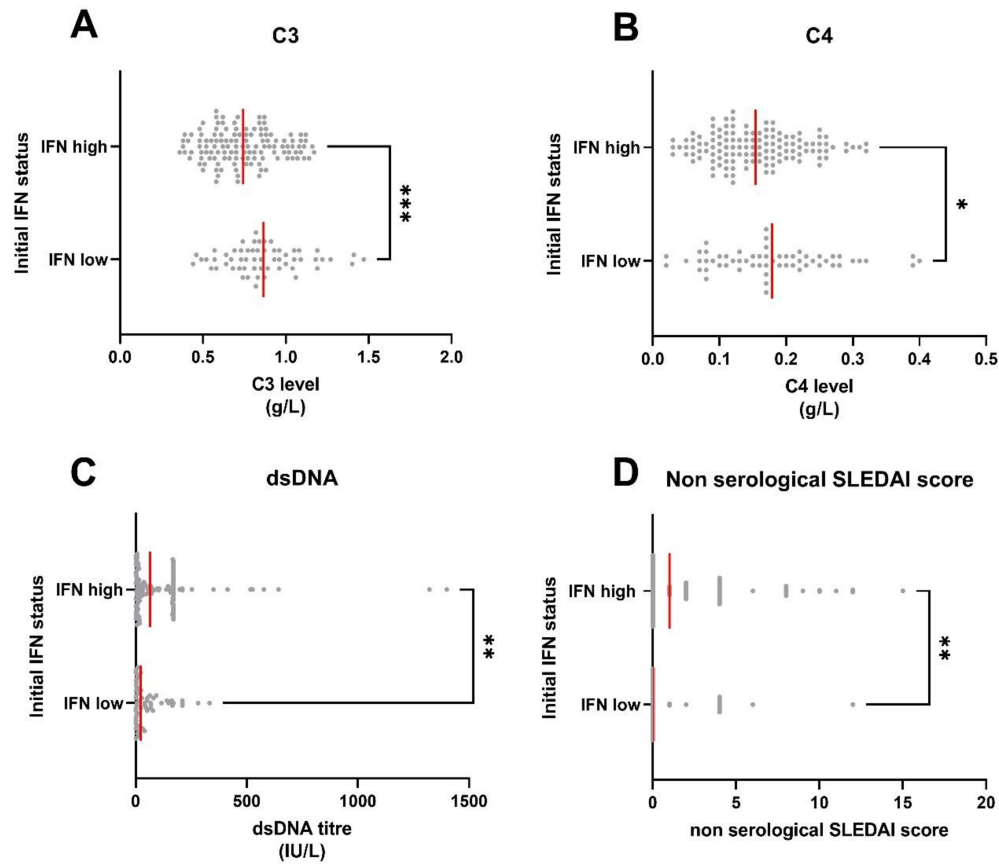 A
C3
Initial IFN status
IFN high
IFN low
***
0.0 0.5 1.0 1.5 2.0
C3 level
(g/L)
B
C4
Initial IFN status
IFN high
IFN low
*
0.0 0.1 0.2 0.3 0.4 0.5
C4 level
(g/L)
C
dsDNA
Initial IFN status
IFN high
IFN low
**
0 500 1000 1500
dsDNA titre
(IU/L)
D
Non serological SLEDAI score
Initial IFN status
IFN high
IFN low
**
0 5 10 15 20
non serological SLEDAI score